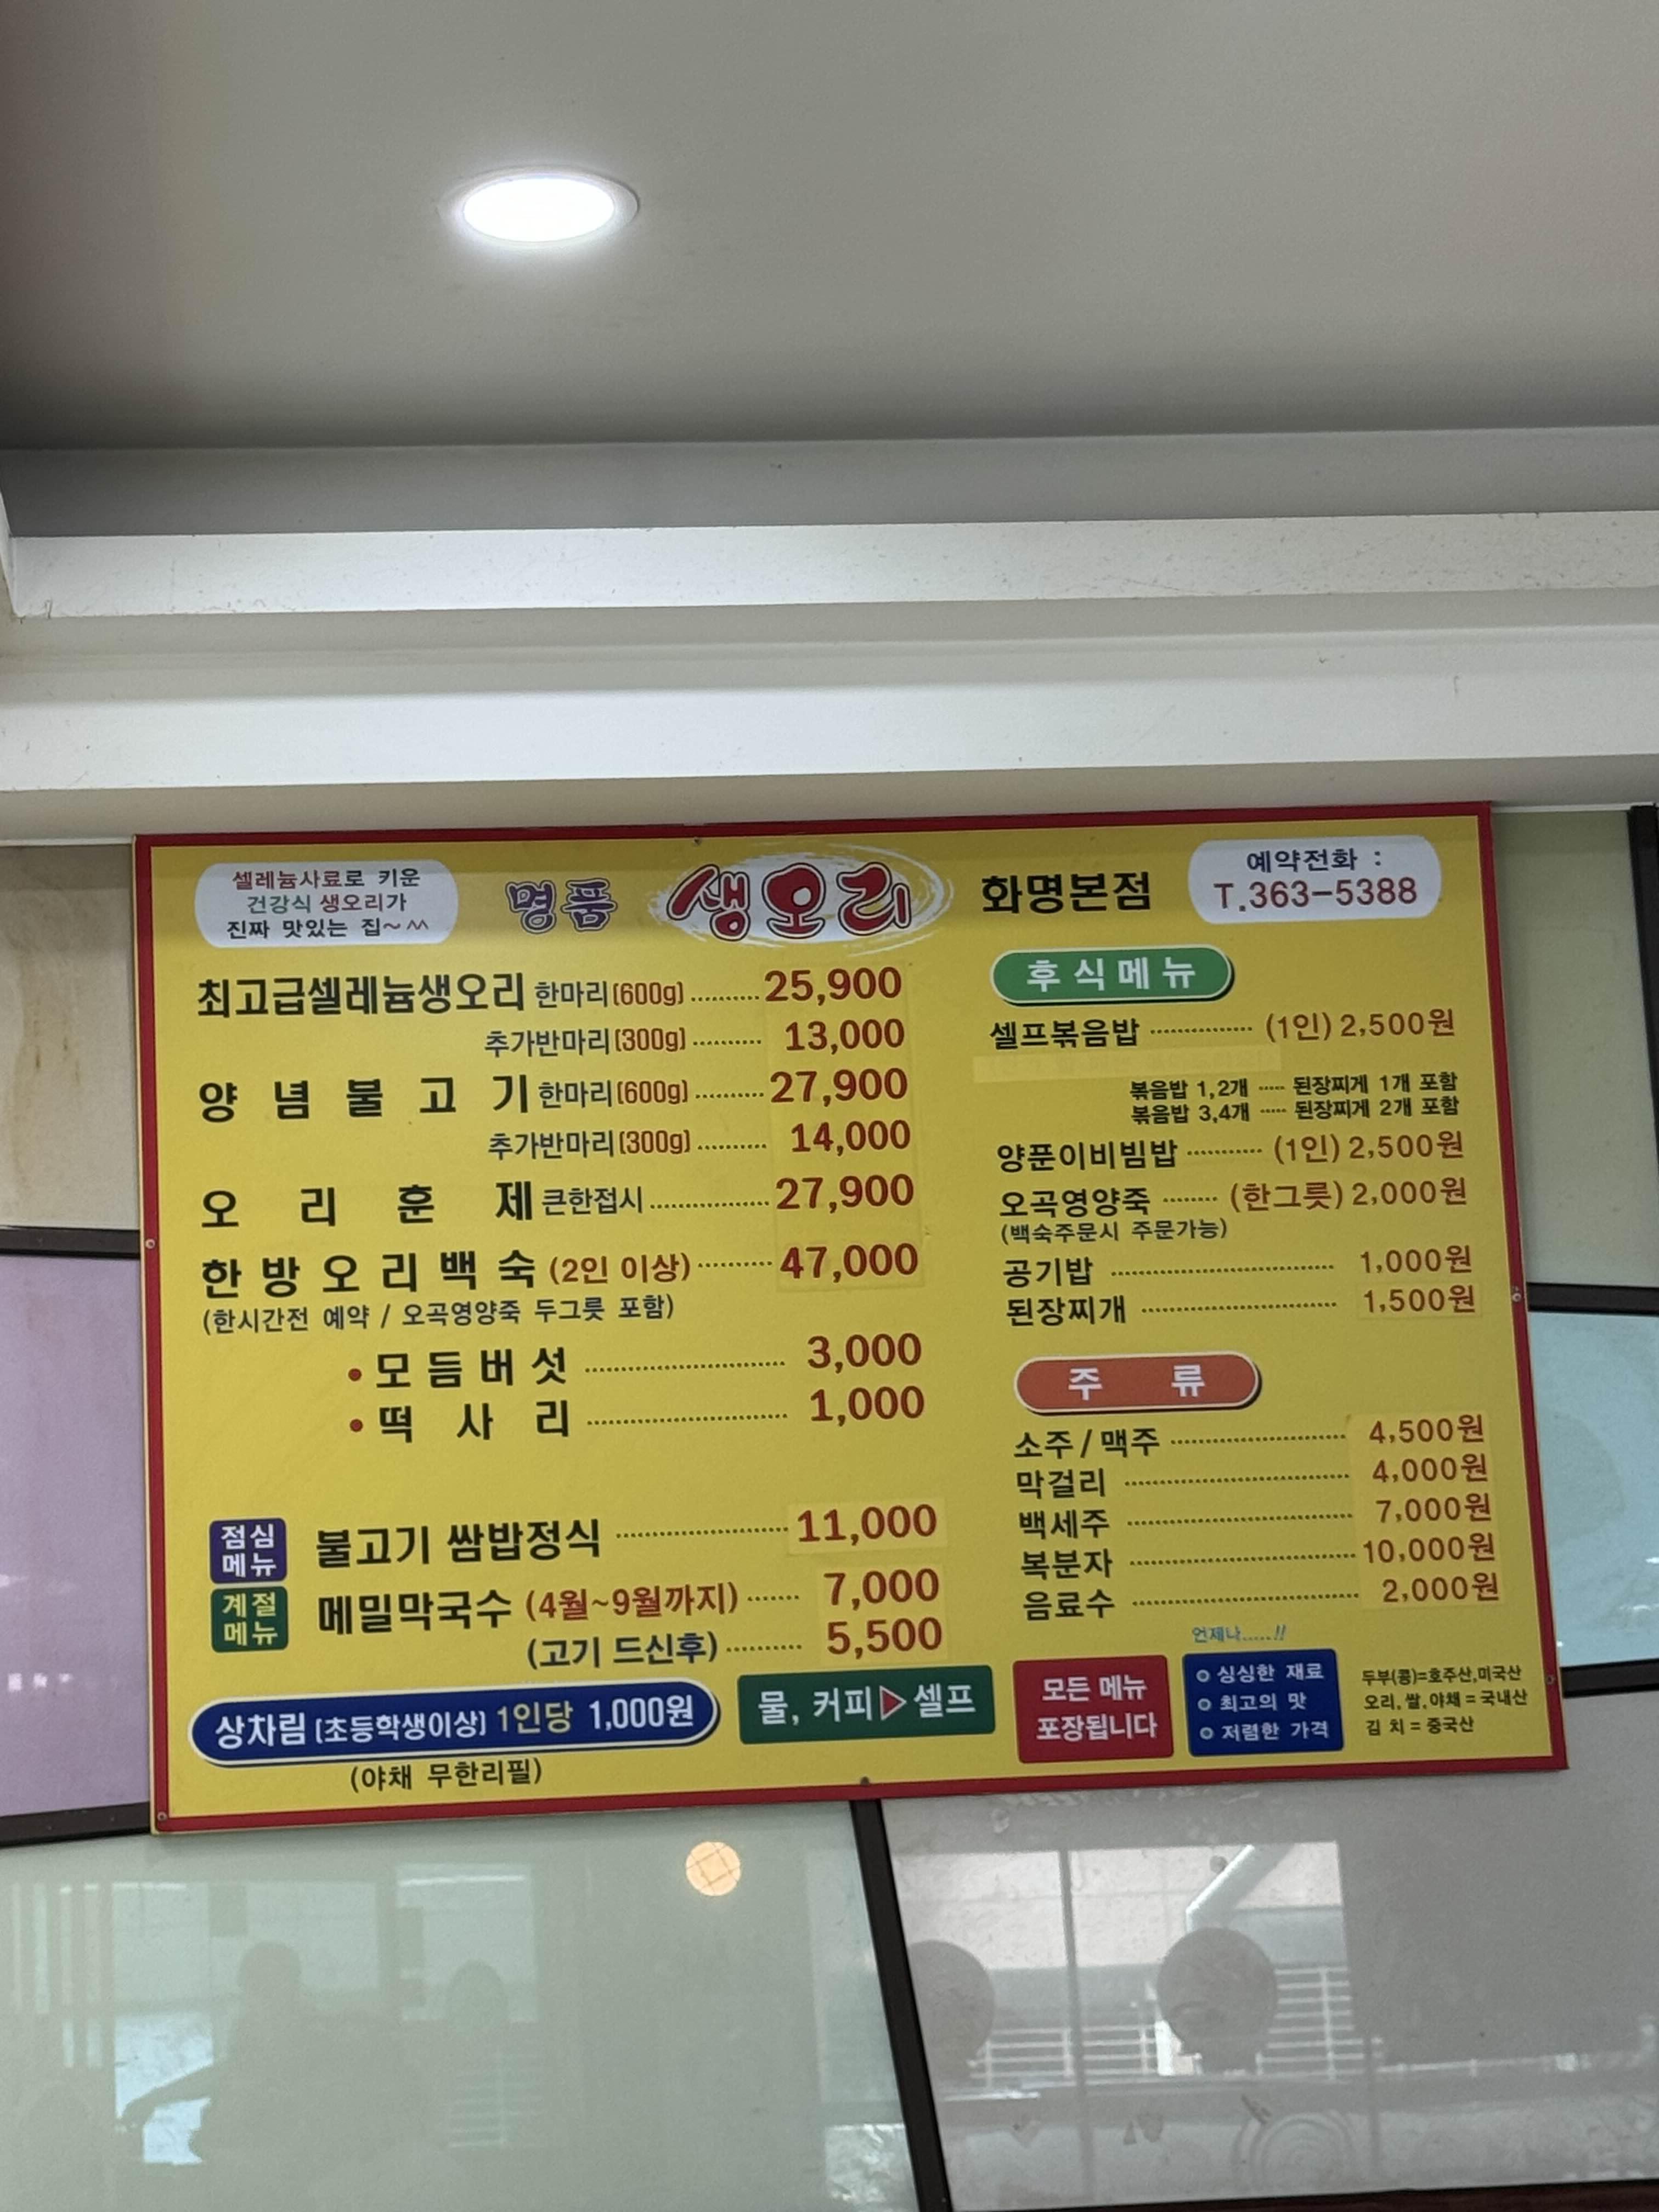 셀레늄사료로 키운
건강식 생오리가
진짜 맛있는 집~^^
명품 생오리 화명본점
예약전화 :
T.363-5388
최고급셀레늄생오리 한마리(600g) .......... 25,900
추가반마리(300g) .......... 13,000
양 념 불 고 기 한마리(600g) .......... 27,900
추가반마리(300g) .......... 14,000
오 리 훈 제 큰한접시 .......... 27,900
한 방 오 리 백 숙 (2인 이상) .......... 47,000
(한시간전 예약 / 오곡영양죽 두그릇 포함)
• 모 듬 버 섯 .......... 3,000
• 떡 사 리 .......... 1,000
점심
메뉴
불고기 쌈밥정식 .......... 11,000
계절
메뉴
메밀막국수 (4월~9월까지) ....... 7,000
(고기 드신후) .......... 5,500
상차림 (초등학생이상) 1인당 1,000원
(야채 무한리필)
물, 커피▶셀프
후식메뉴
셀프볶음밥 .......... (1인) 2,500원
볶음밥 1,2개 ..... 된장찌게 1개 포함
볶음밥 3,4개 ..... 된장찌게 2개 포함
양푼이비빔밥 .......... (1인) 2,500원
오곡영양죽 ........ (한그릇) 2,000원
(백숙주문시 주문가능)
공기밥 .......... 1,000원
된장찌개 .......... 1,500원
주 류
소주 / 맥주 .......... 4,500원
막걸리 .......... 4,000원
백세주 .......... 7,000원
복분자 .......... 10,000원
음료수 .......... 2,000원
모든 메뉴
포장됩니다
언제나.....!!
싱싱한 재료
최고의 맛
저렴한 가격
두부(콩)=호주산,미국산
오리, 쌀, 야채 = 국내산
김 치 = 중국산